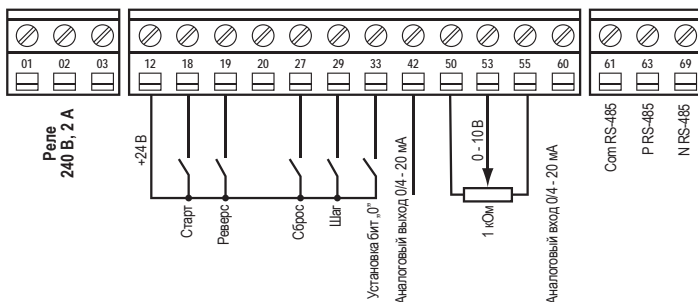 01 02 03 12 18 19 20 27 29 33 42 50 53 55 60 61 63 69
Реле
240 В, 2 А
+24 В
Старт
Реверс
Сброс
Шаг
Установка бит „0”
Аналоговый выход 0/4 - 20 мА
0 - 10 В
1 кОм
Аналоговый вход 0/4 - 20 мА
Com RS-485
P RS-485
N RS-485